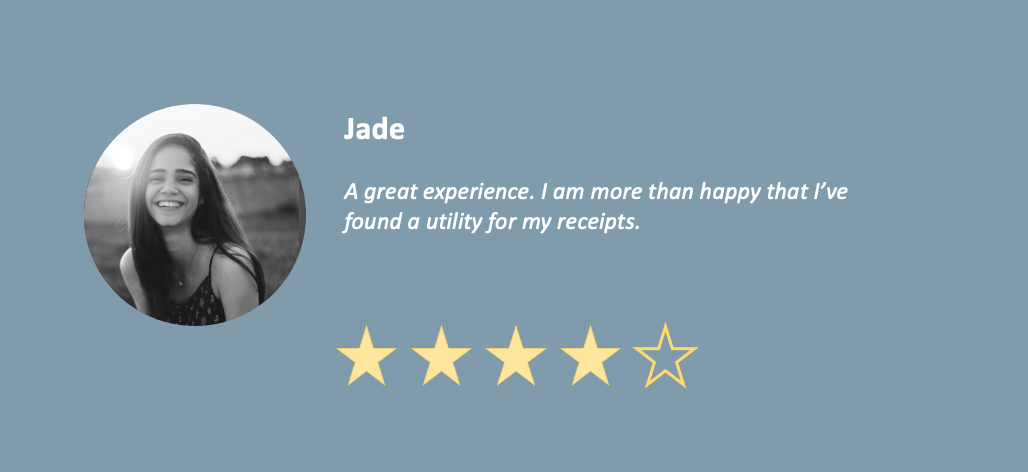 Jade
A great experience. I am more than happy that I’ve
found a utility for my receipts.